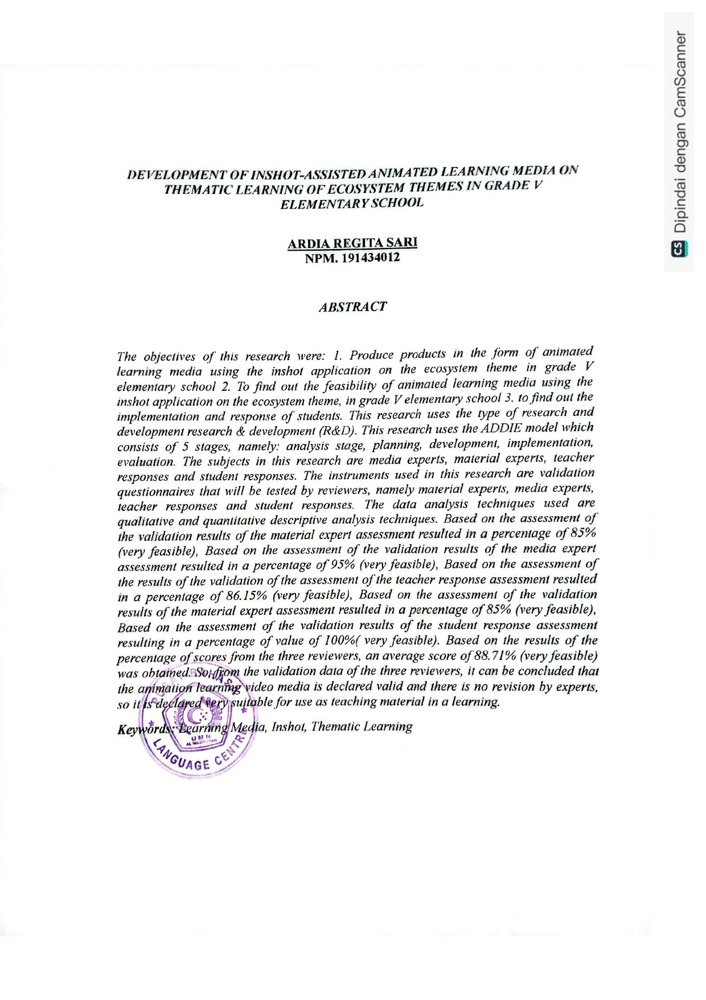 DEVELOPMENT OF INSHOT-ASSISTED ANIMATED LEARNING MEDIA ON
THEMATIC LEARNING OF ECOSYSTEM THEMES IN GRADE V
ELEMENTARY SCHOOL
ARDIA REGITA SARI
NPM. 191434012
ABSTRACT
The objectives of this research were: 1. Produce products in the form of animated
learning media using the inshot application on the ecosystem theme in grade V
elementary school 2. To find out the feasibility of animated learning media using the
inshot application on the ecosystem theme, in grade V elementary school 3. to find out the
implementation and response of students. This research uses the type of research and
development research & development (R&D). This research uses the ADDIE model which
consists of 5 stages, namely: analysis stage, planning, development, implementation,
evaluation. The subjects in this research are media experts, material experts, teacher
responses and student responses. The instruments used in this research are validation
questionnaires that will be tested by reviewers, namely material experts, media experts,
teacher responses and student responses. The data analysis techniques used are
qualitative and quantitative descriptive analysis techniques. Based on the assessment of
the validation results of the material expert assessment resulted in a percentage of 85%
(very feasible), Based on the assessment of the validation results of the media expert
assessment resulted in a percentage of 95% (very feasible), Based on the assessment of
the results of the validation of the assessment of the teacher response assessment resulted
in a percentage of 86.15% (very feasible), Based on the assessment of the validation
results of the material expert assessment resulted in a percentage of 85% (very feasible),
Based on the assessment of the validation results of the student response assessment
resulting in a percentage of value of 100%( very feasible). Based on the results of the
percentage of scores from the three reviewers, an average score of 88.71% (very feasible)
was obtained. So, from the validation data of the three reviewers, it can be concluded that
the animation learning video media is declared valid and there is no revision by experts,
so it is declared very suitable for use as teaching material in a learning.
Keywords: Learning Media, Inshot, Thematic Learning
PUSAT BAHASA
UMN
AL WASHLIYAH
LANGUAGE CENTRE
CS Dipindai dengan CamScanner